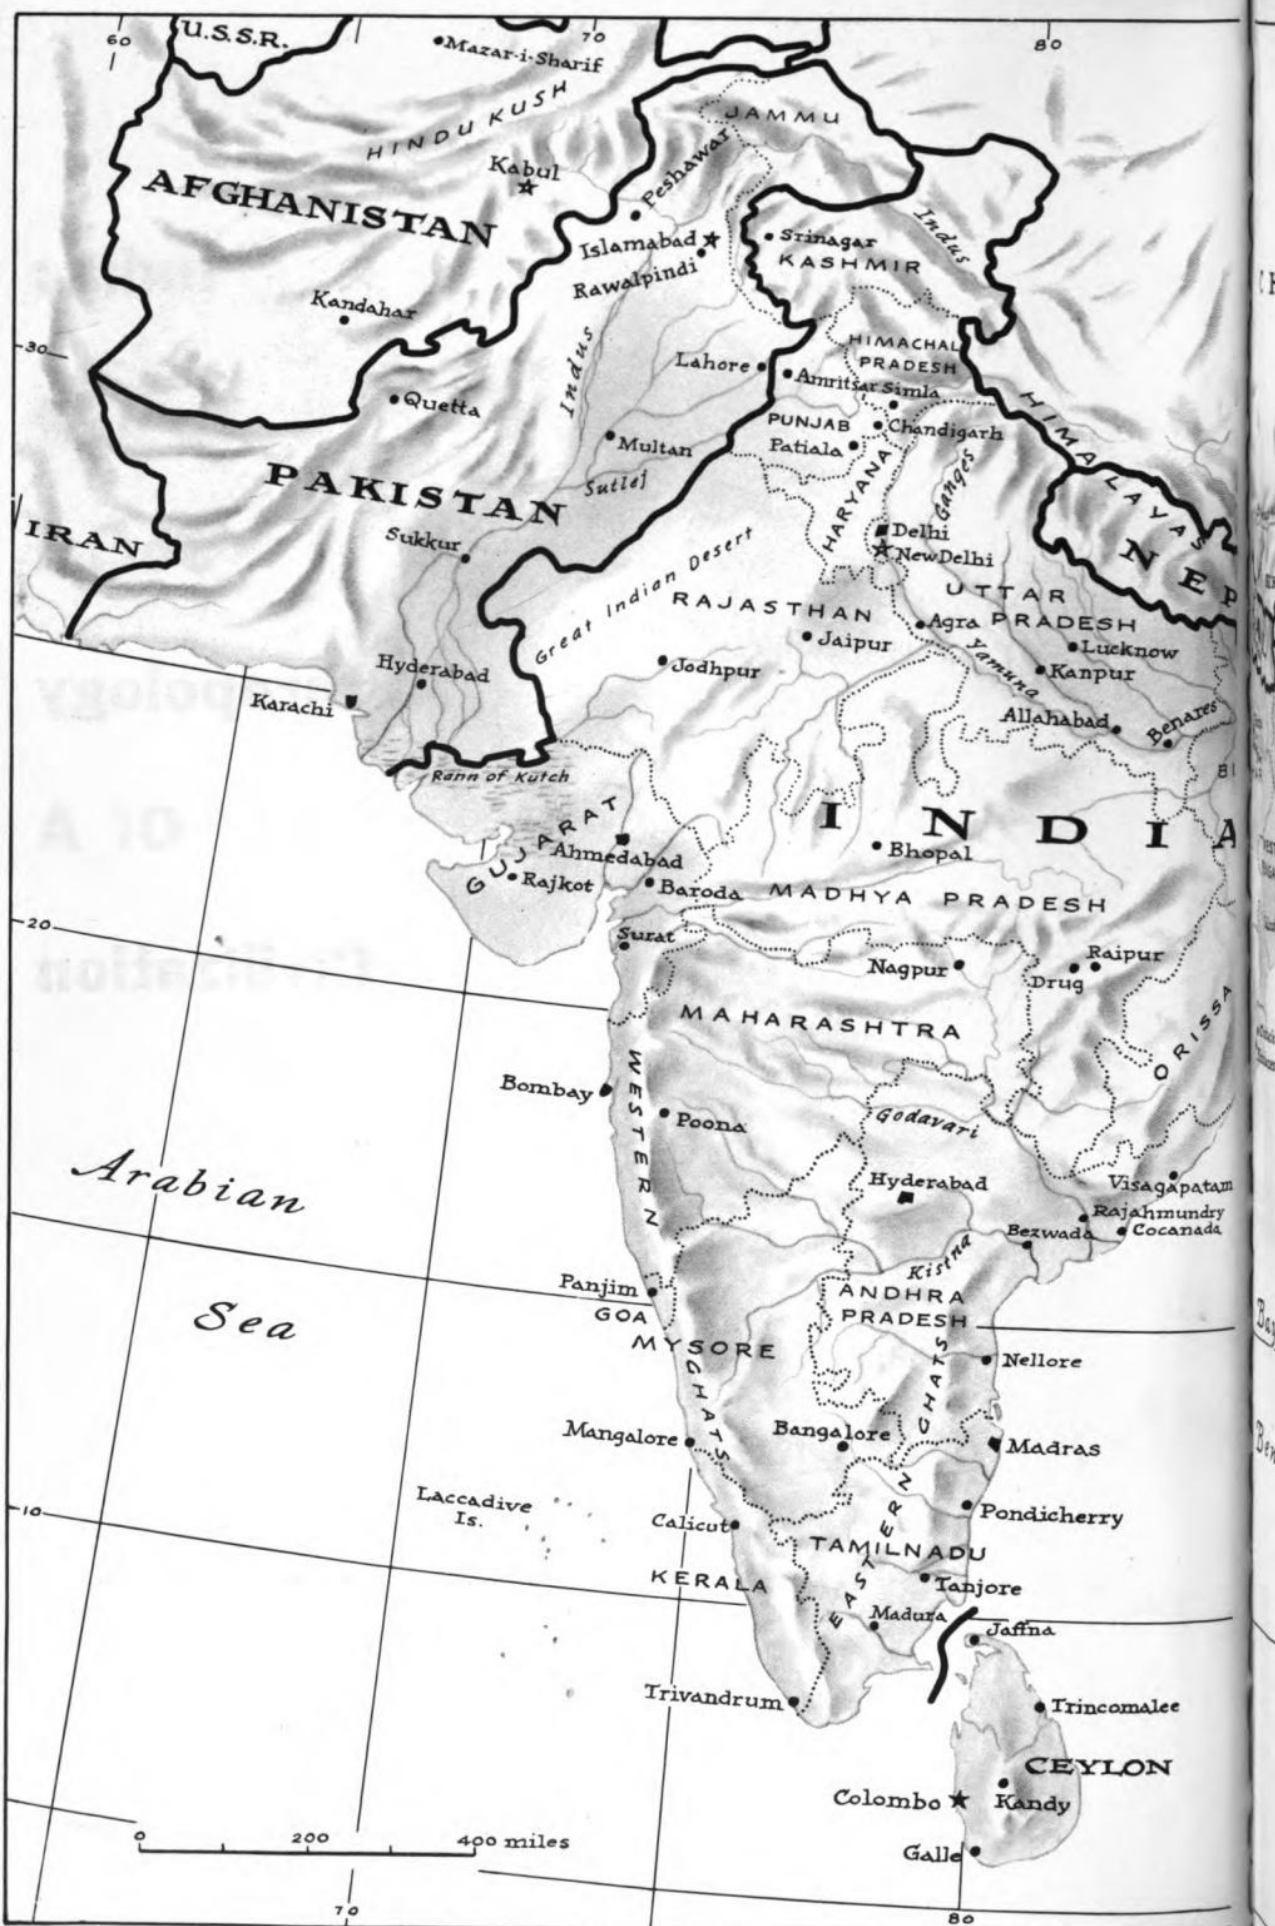 60
U.S.S.R.
70
80
Mazar-i-Sharif
HINDU KUSH
JAMMU
Kabul
Peshawar
AFGHANISTAN
Indus
Islamabad
Srinagar
KASHMIR
Rawalpindi
Kandahar
30
HIMACHAL
PRADESH
Indus
Lahore
Amritsar
Simla
Quetta
HIMALAYAS
PUNJAB
Chandigarh
Multan
Patiala
PAKISTAN
Sutlej
HARYANA
Ganges
IRAN
Sukkur
Delhi
New Delhi
NEP
Great Indian Desert
RAJASTHAN
UTTAR
PRADESH
Agra
Jaipur
Lucknow
Yamuna
Jodhpur
Kanpur
Hyderabad
Karachi
Allahabad
Benares
Rann of Kutch
GUJARAT
INDIA
Ahmedabad
Bhopal
Rajkot
Baroda
MADHYA PRADESH
20
Surat
Nagpur
Raipur
Drug
MAHARASHTRA
ORISSA
WESTERN
GHATS
Bombay
Poona
Godavari
Arabian
Sea
Hyderabad
Visagapatam
Rajahmundry
Cocanada
Bezwada
Kistna
Panjim
GOA
ANDHRA
PRADESH
MYSORE
Nellore
EASTERN
GHATS
Mangalore
Bangalore
Madras
Laccadive
Is.
10
Pondicherry
Calicut
TAMILNADU
KERALA
Tanjore
Madura
Jaffna
Trivandrum
Trincomalee
CEYLON
Colombo
Kandy
Galle
0
200
400 miles
70
80